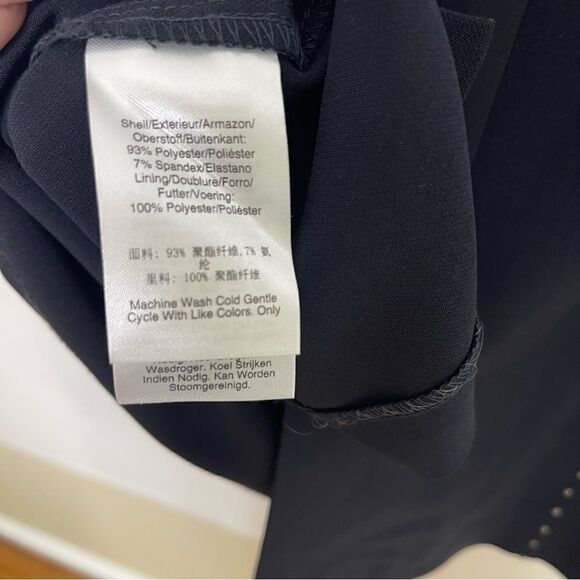 Shell/Exterieur/Armazon/
Oberstoff/Buitenkant:
93% Polyester/Poliéster
7% Spandex/Elastano
Lining/Doublure/Forro/
Futter/Voering:
100% Polyester/Poliéster
面料: 93% 聚酯纤维,7% 氨
纶
里料: 100% 聚酯纤维
Machine Wash Cold Gentle
Cycle With Like Colors. Only
Wasdroger. Koel Strijken
Indien Nodig. Kan Worden
Stoomgereinigd.